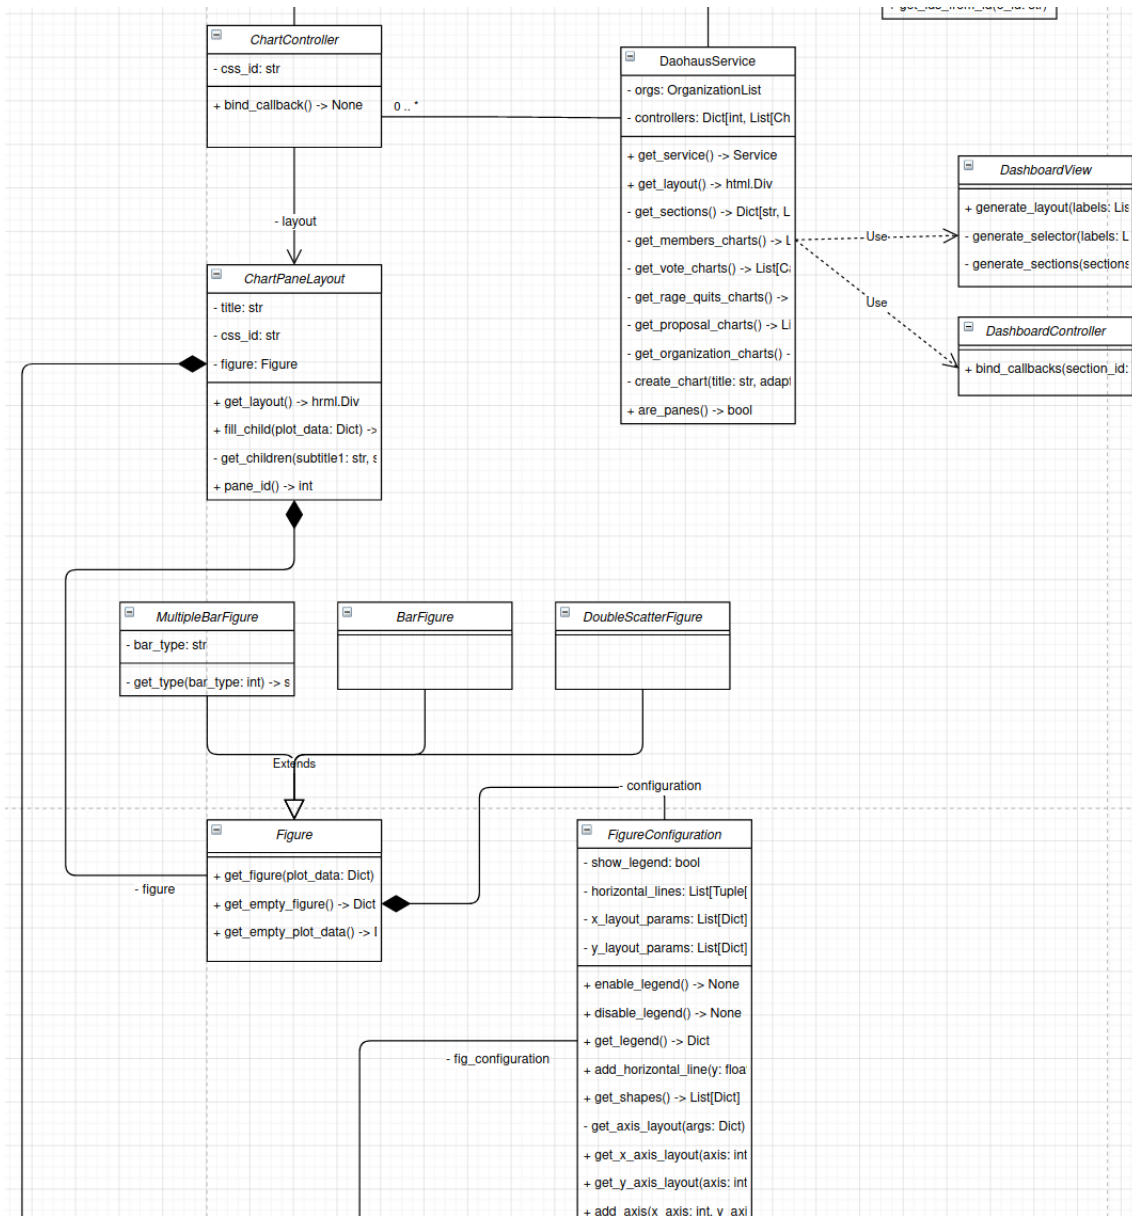 ChartController
- css_id: str
+ bind_callback() -> None
0 .. *
DaohausService
- orgs: OrganizationList
- controllers: Dict[int, List[Ch
+ get_service() -> Service
+ get_layout() -> html.Div
- get_sections() -> Dict[str, L
- get_members_charts() -> L
- get_vote_charts() -> List[C
- get_rage_quits_charts() ->
- get_proposal_charts() -> Li
- get_organization_charts() -
- create_chart(title: str, adapt
+ are_panes() -> bool
DashboardView
+ generate_layout(labels: Lis
- generate_selector(labels: L
- generate_sections(sections
Use
Use
DashboardController
+ bind_callbacks(section_id:
- layout
ChartPaneLayout
- title: str
- css_id: str
- figure: Figure
+ get_layout() -> hrml.Div
+ fill_child(plot_data: Dict) ->
- get_children(subtitle1: str, s
+ pane_id() -> int
MultipleBarFigure
- bar_type: str
- get_type(bar_type: int) -> s
BarFigure
DoubleScatterFigure
Extends
- configuration
Figure
+ get_figure(plot_data: Dict)
+ get_empty_figure() -> Dict
+ get_empty_plot_data() -> 
- figure
FigureConfiguration
- show_legend: bool
- horizontal_lines: List[Tuple[
- x_layout_params: List[Dict]
- y_layout_params: List[Dict]
+ enable_legend() -> None
+ disable_legend() -> None
+ get_legend() -> Dict
+ add_horizontal_line(y: floa
+ get_shapes() -> List[Dict]
- get_axis_layout(args: Dict)
+ get_x_axis_layout(axis: int
+ get_y_axis_layout(axis: int
+ add_axis(x_axis: int, y_axi
- fig_configuration